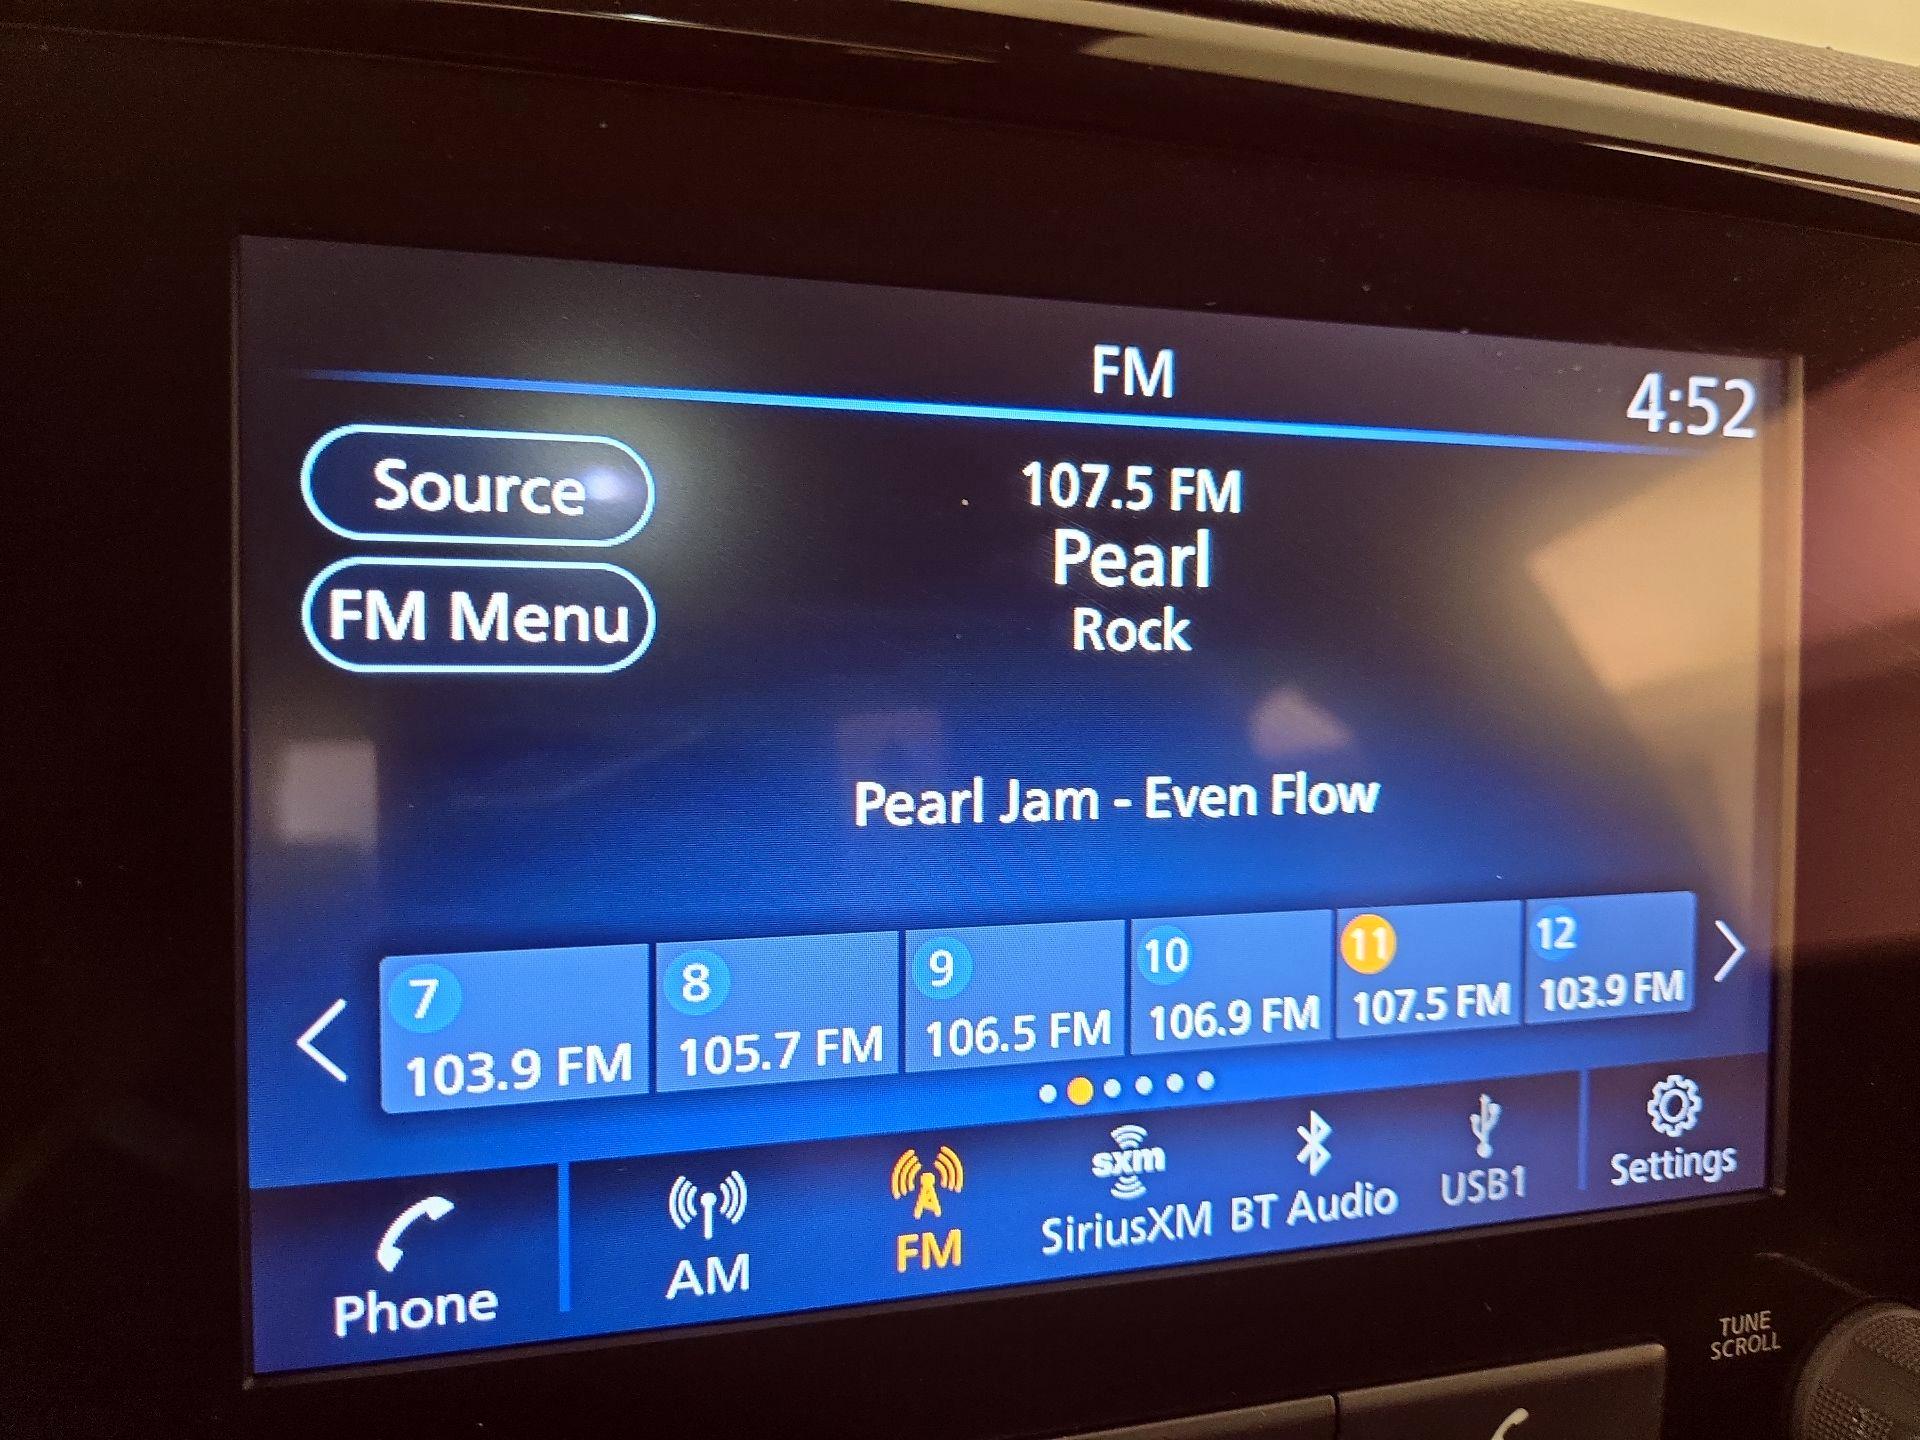 FM
4:52
Source
107.5 FM
Pearl
FM Menu
Rock
Pearl Jam - Even Flow
7
103.9 FM
8
105.7 FM
9
106.5 FM
10
106.9 FM
11
107.5 FM
12
103.9 FM
Phone
AM
FM
sxm
SiriusXM
BT Audio
USB1
Settings
TUNE
SCROLL